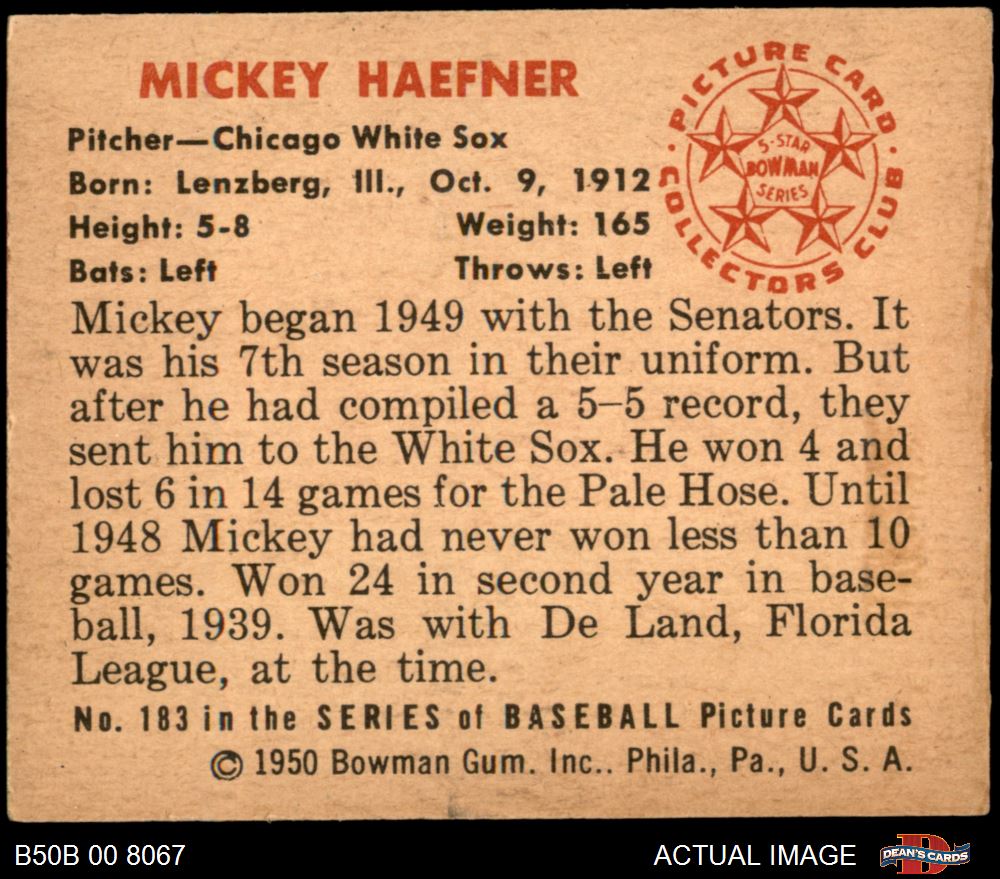 MICKEY HAEFNER
Pitcher—Chicago White Sox
Born: Lenzberg, Ill., Oct. 9, 1912
Height: 5-8 Weight: 165
Bats: Left Throws: Left
PICTURE CARD
COLLECTORS CLUB
5-STAR
BOWMAN
SERIES
Mickey began 1949 with the Senators. It
was his 7th season in their uniform. But
after he had compiled a 5–5 record, they
sent him to the White Sox. He won 4 and
lost 6 in 14 games for the Pale Hose. Until
1948 Mickey had never won less than 10
games. Won 24 in second year in base-
ball, 1939. Was with De Land, Florida
League, at the time.
No. 183 in the SERIES of BASEBALL Picture Cards
© 1950 Bowman Gum. Inc.. Phila., Pa., U. S. A.
B50B 00 8067
ACTUAL IMAGE
D
DEAN'S CARDS